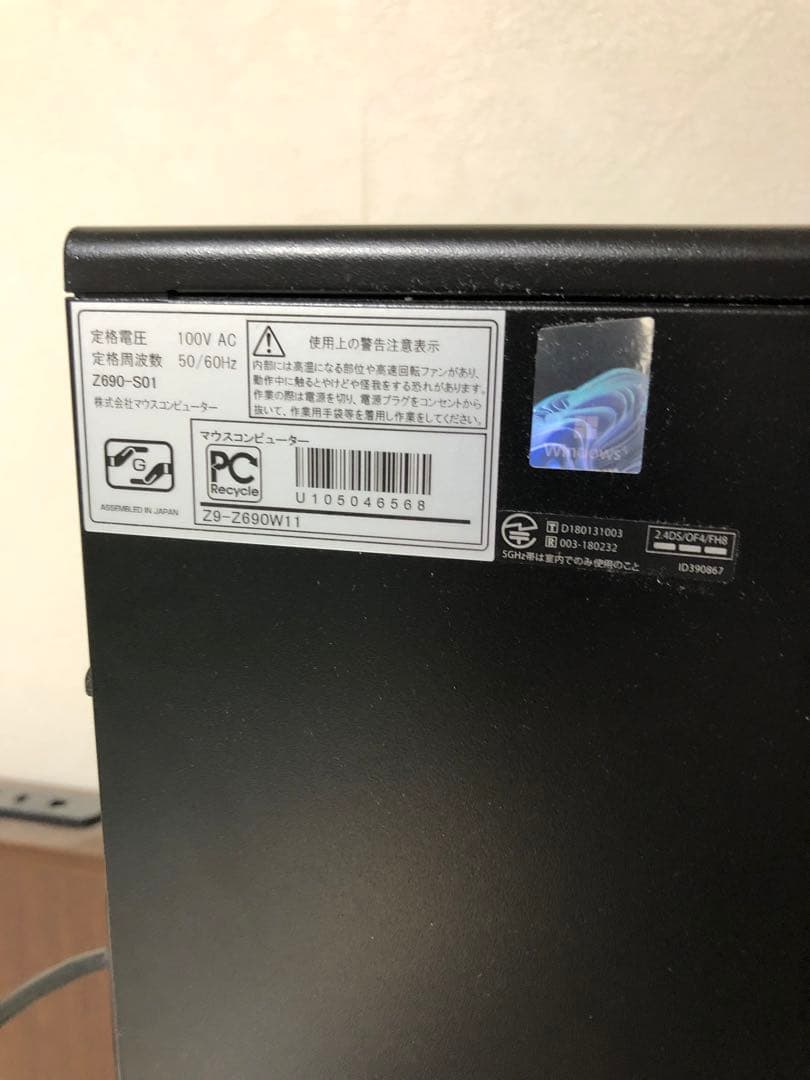 定格電圧 100V AC
定格周波数 50/60Hz
Z690-S01
株式会社マウスコンピューター
使用上の警告注意表示
内部には高温になる部位や高速回転ファンがあり、
動作中に触るとやけどや怪我をする恐れがあります。
作業の際は電源を切り、電源プラグをコンセントから
抜いて、作業用手袋等を着用し作業をしてください。
G
ASSEMBLED IN JAPAN
マウスコンピューター
PC
Recycle
U105046568
Z9-Z690W11
Windows
T D180131003
R 003-180232
5GHz帯は室内でのみ使用のこと
2.4DS/OF4/FH8
ID390867